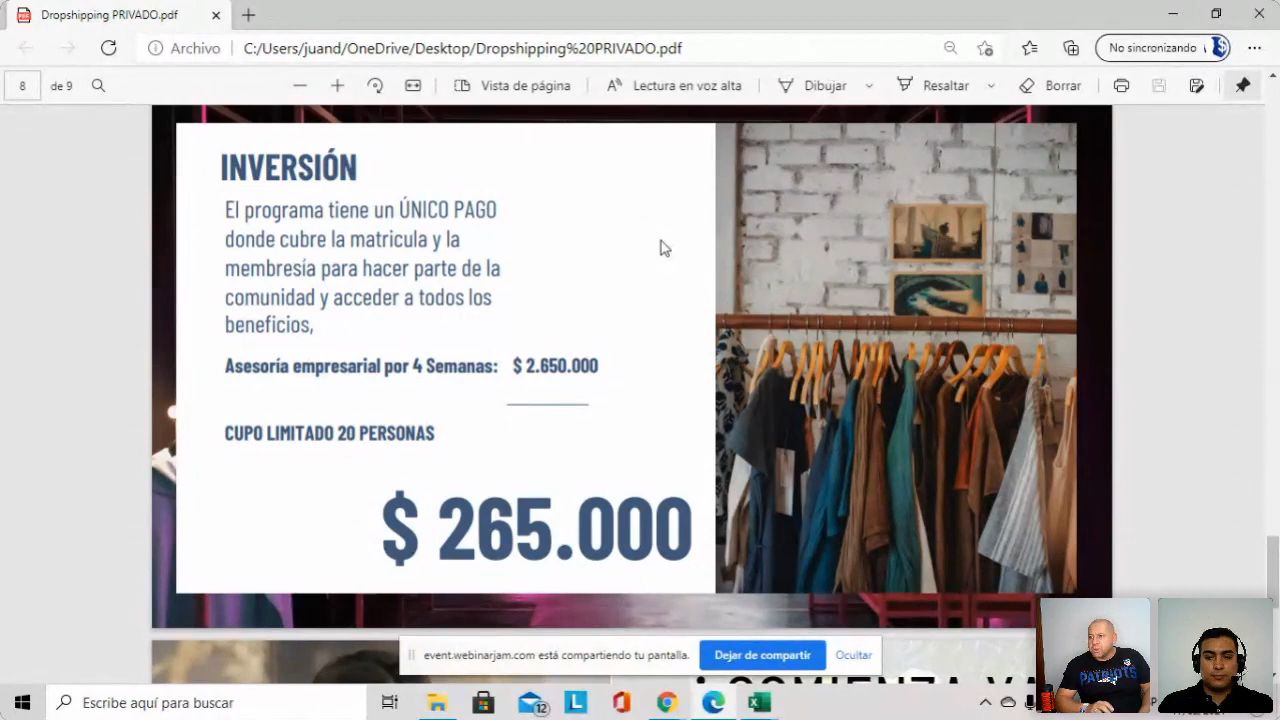 Dropshipping PRIVADO.pdf
Archivo
C:/Users/juand/OneDrive/Desktop/Dropshipping%20PRIVADO.pdf
No sincronizando
8 de 9
Vista de página
Lectura en voz alta
Dibujar
Resaltar
Borrar
INVERSIÓN
El programa tiene un ÚNICO PAGO
donde cubre la matricula y la
membresía para hacer parte de la
comunidad y acceder a todos los
beneficios,
Asesoría empresarial por 4 Semanas: $ 2.650.000
CUPO LIMITADO 20 PERSONAS
$ 265.000
event.webinarjam.com está compartiendo tu pantalla.
Dejar de compartir
Ocultar
Escribe aquí para buscar
12
PATRIOTS